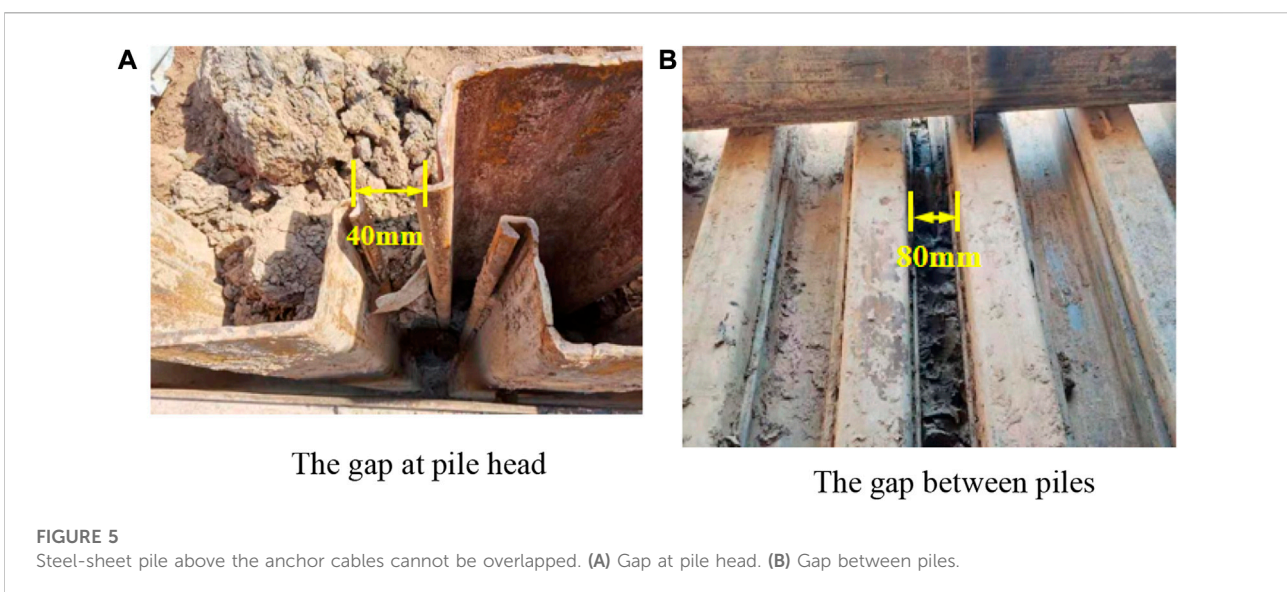 A
B
40mm
80mm
The gap at pile head
The gap between piles
FIGURE 5
Steel-sheet pile above the anchor cables cannot be overlapped. (A) Gap at pile head. (B) Gap between piles.